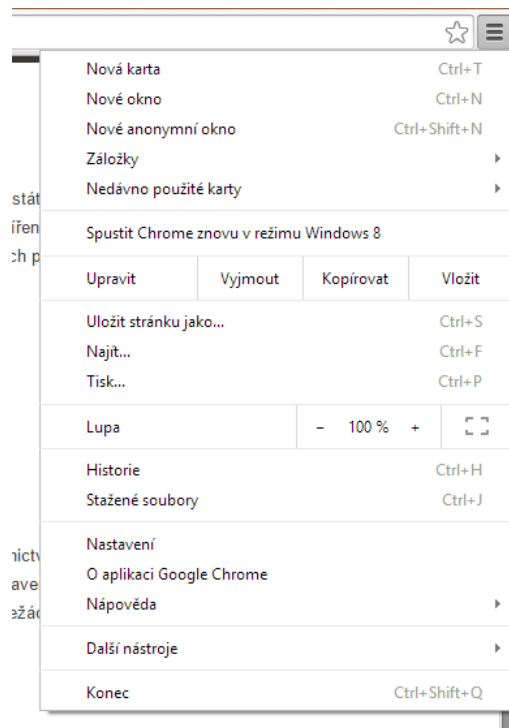 Nová karta Ctrl+T
Nové okno Ctrl+N
Nové anonymní okno Ctrl+Shift+N
Záložky
Nedávno použité karty
Spustit Chrome znovu v režimu Windows 8
Upravit Vyjmout Kopírovat Vložit
Uložit stránku jako... Ctrl+S
Najít... Ctrl+F
Tisk... Ctrl+P
Lupa − 100 % +
Historie Ctrl+H
Stažené soubory Ctrl+J
Nastavení
O aplikaci Google Chrome
Nápověda
Další nástroje
Konec Ctrl+Shift+Q